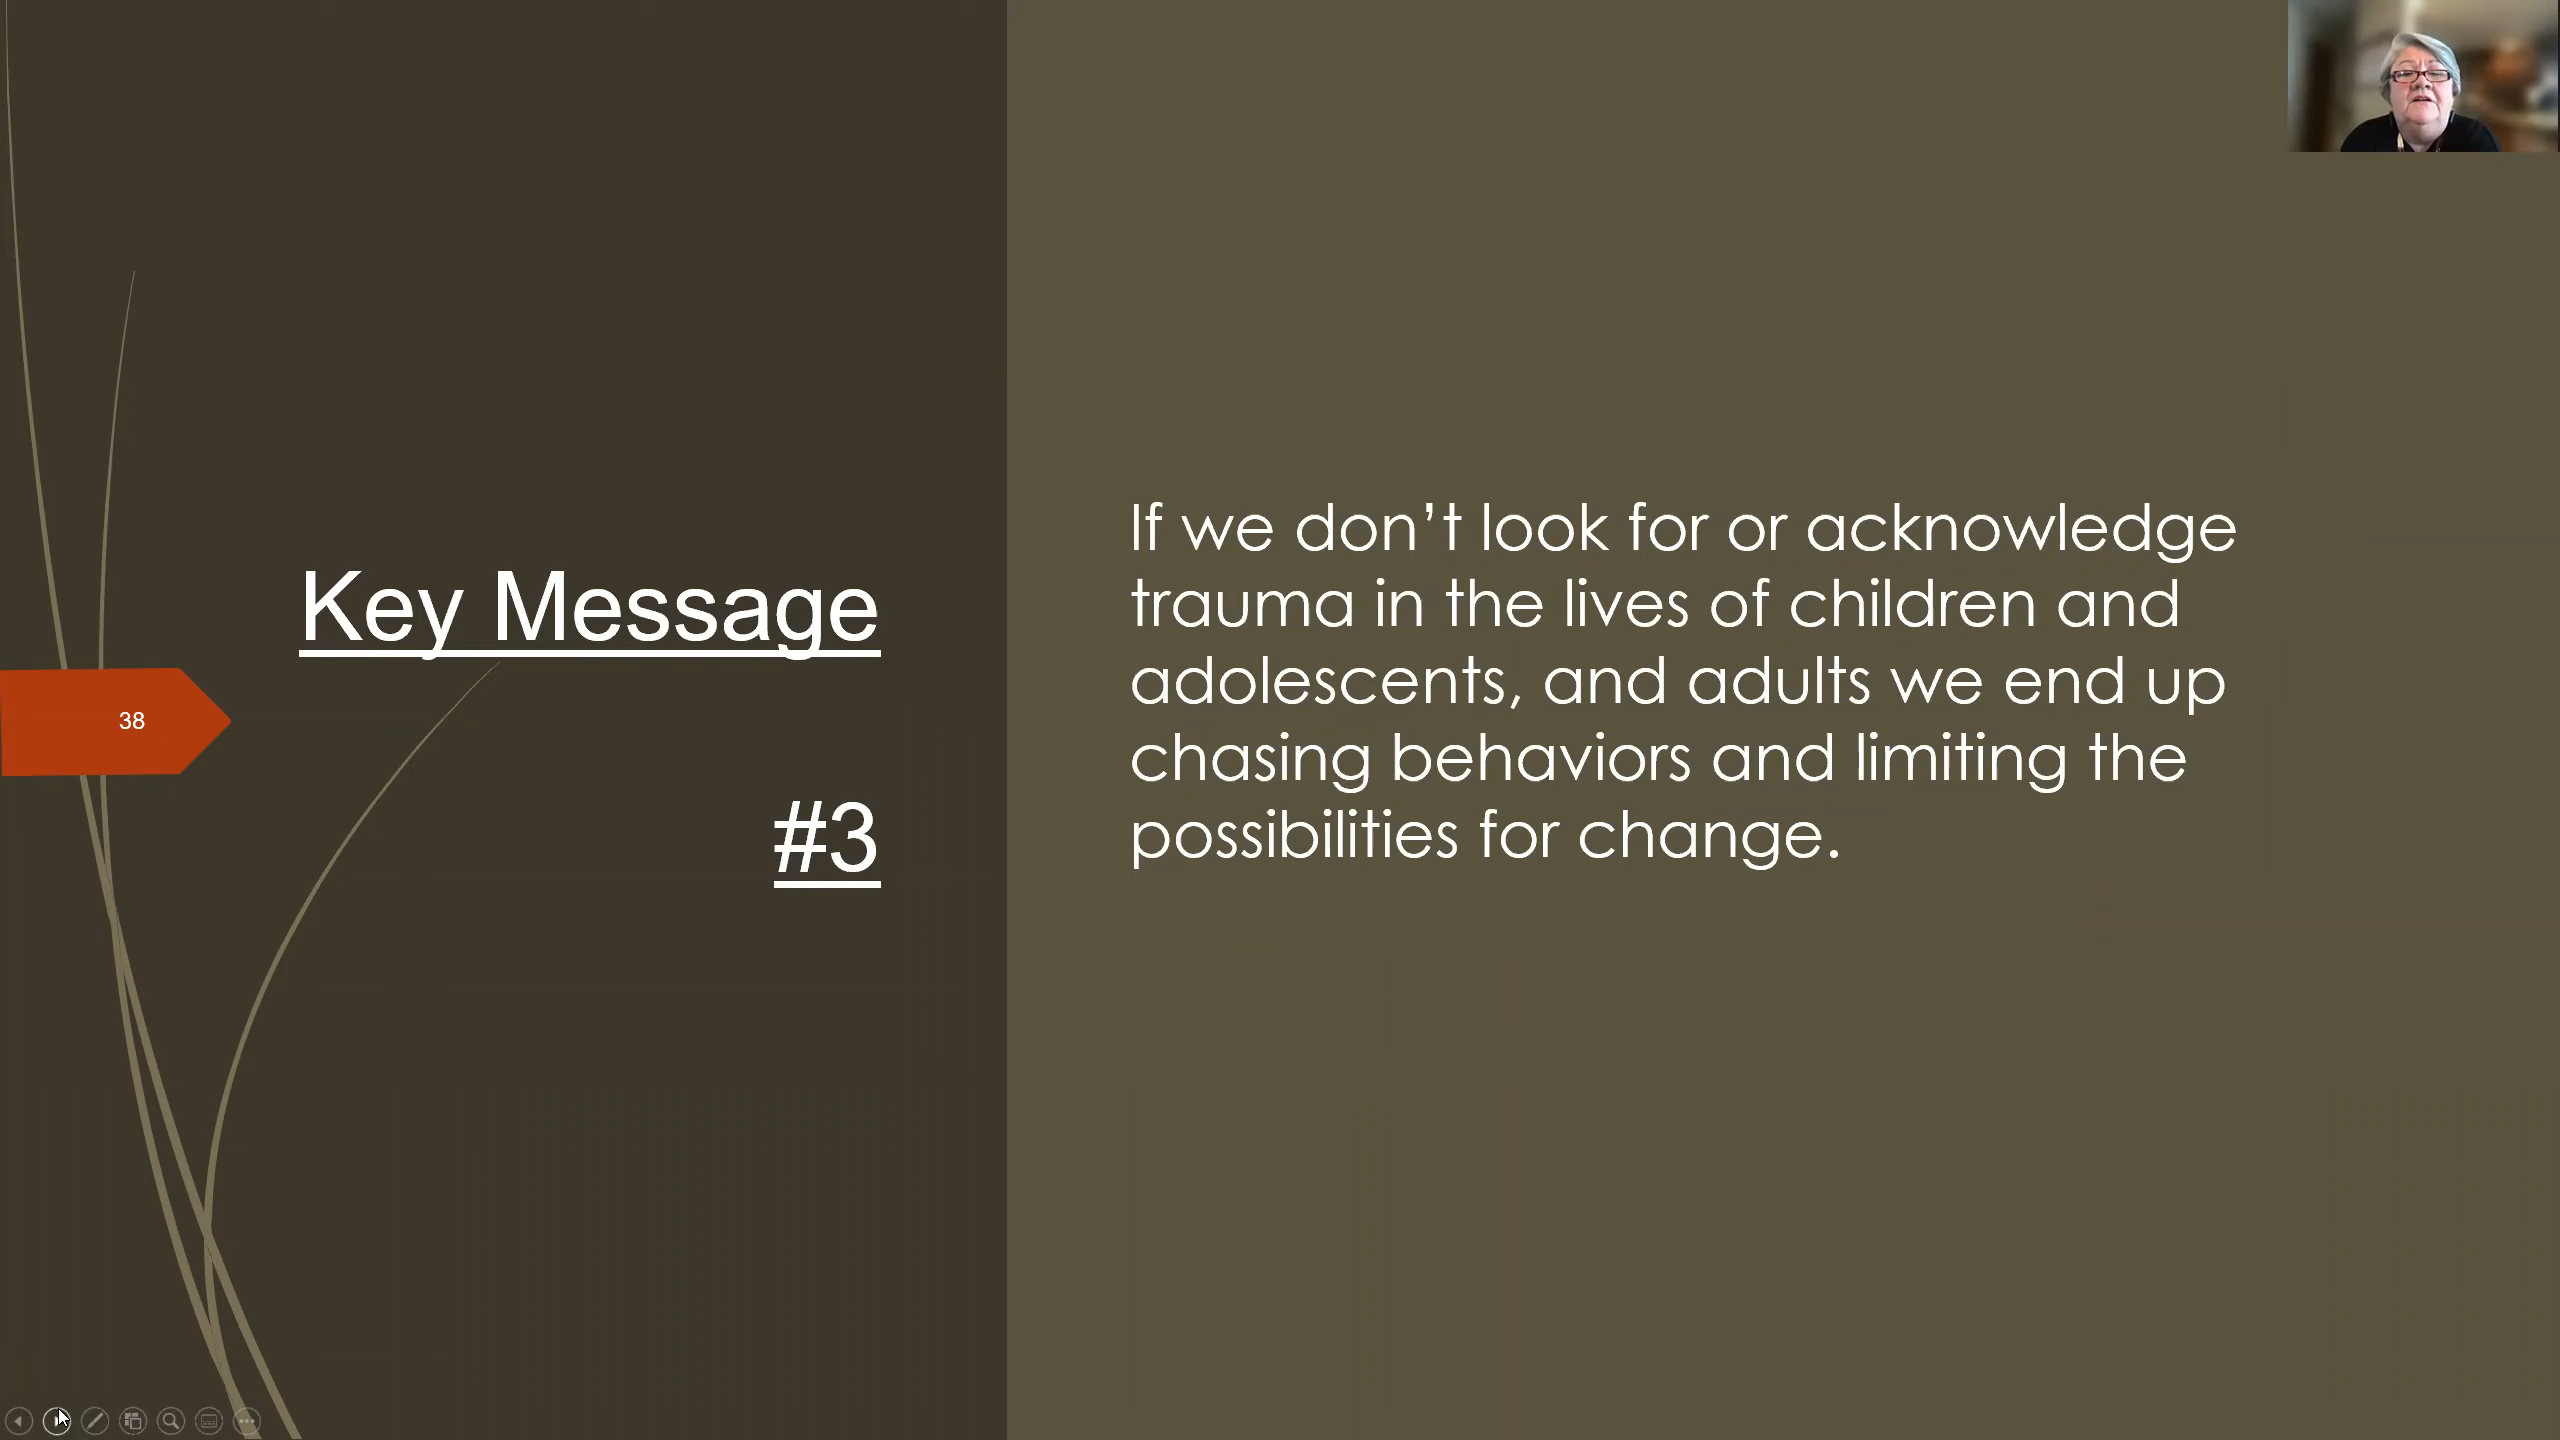 Key Message
#3
38
If we don’t look for or acknowledge
trauma in the lives of children and
adolescents, and adults we end up
chasing behaviors and limiting the
possibilities for change.